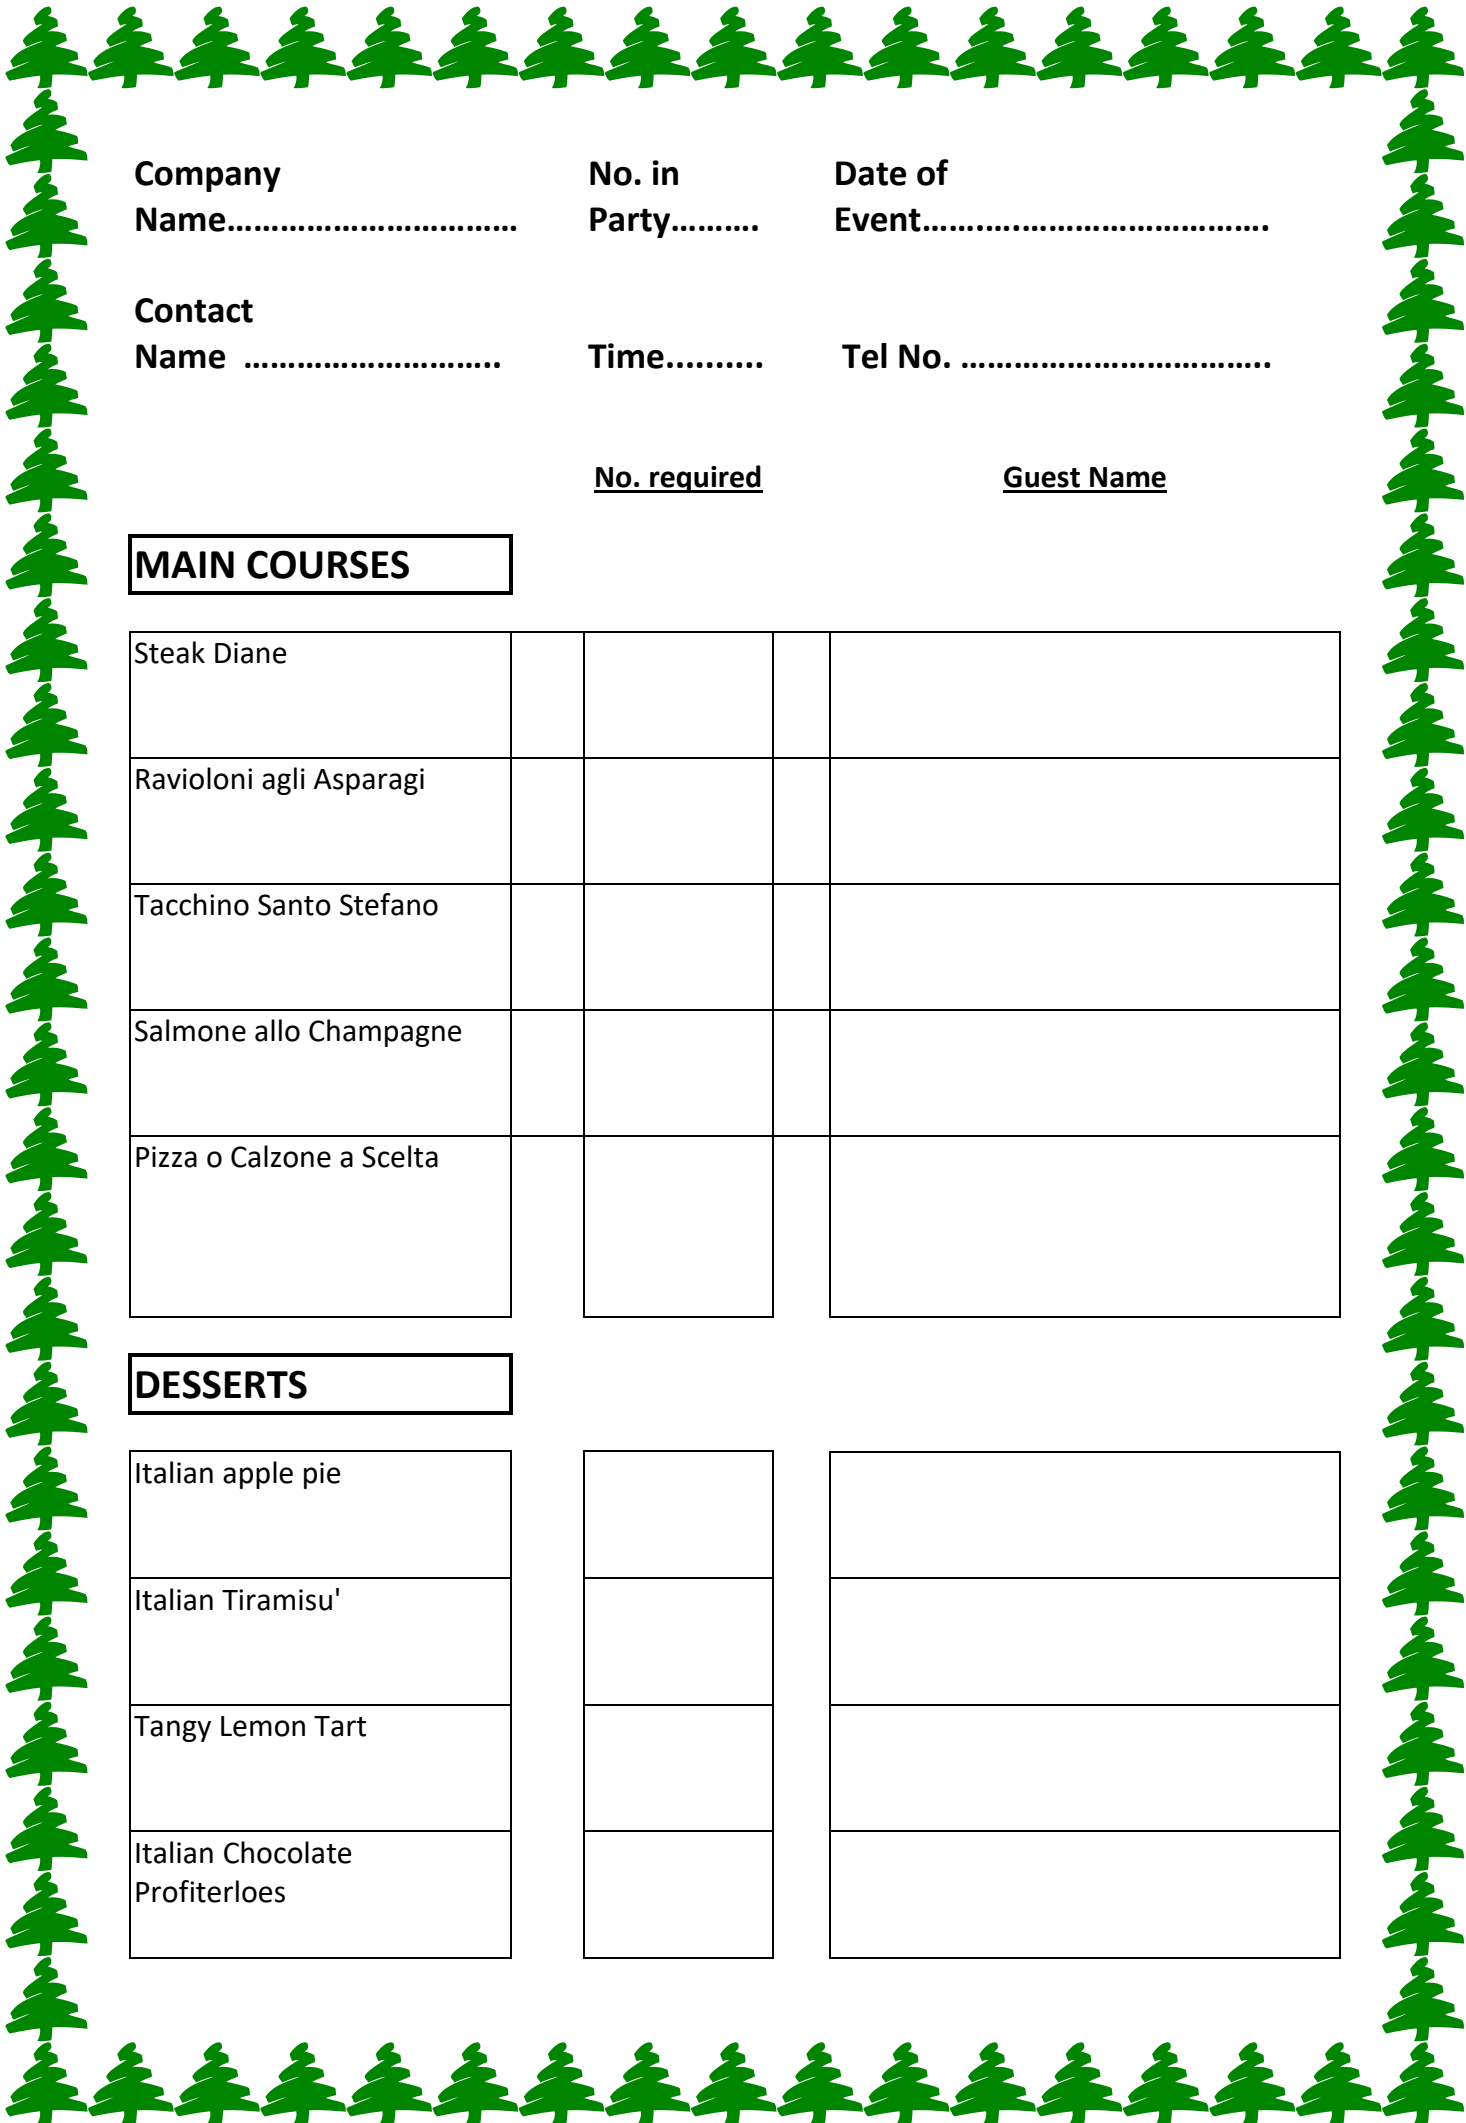 Company No. in Date of
Name................................. Party.......... Event.......................................
Contact
Name ............................. Time.......... Tel No. ...................................
No. required Guest Name
MAIN COURSES
Steak Diane
Ravioloni agli Asparagi
Tacchino Santo Stefano
Salmone allo Champagne
Pizza o Calzone a Scelta
DESSERTS
Italian apple pie
Italian Tiramisu'
Tangy Lemon Tart
Italian Chocolate
Profiterloes